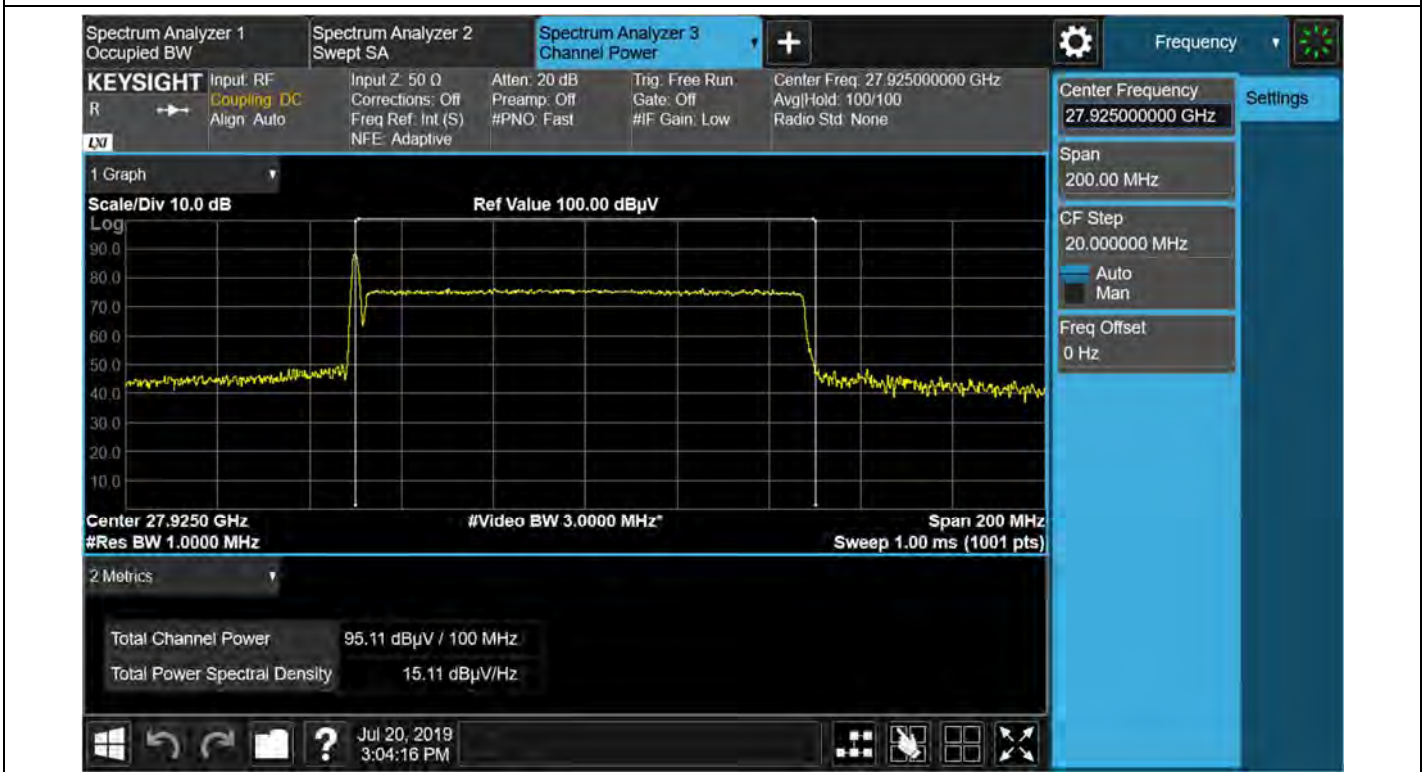 Spectrum Analyzer 1
Occupied BW
Spectrum Analyzer 2
Swept SA
Spectrum Analyzer 3
Channel Power
Frequency
KEYSIGHT
R
LXI
Input: RF
Coupling: DC
Align: Auto
Input Z: 50 Ω
Corrections: Off
Freq Ref: Int (S)
NFE: Adaptive
Atten: 20 dB
Preamp: Off
#PNO: Fast
Trig: Free Run
Gate: Off
#IF Gain: Low
Center Freq: 27.925000000 GHz
Avg|Hold: 100/100
Radio Std: None
Center Frequency
27.925000000 GHz
Settings
Span
200.00 MHz
CF Step
20.000000 MHz
Auto
Man
Freq Offset
0 Hz
1 Graph
Scale/Div 10.0 dB
Ref Value 100.00 dBµV
Log
90.0
80.0
70.0
60.0
50.0
40.0
30.0
20.0
10.0
Center 27.9250 GHz
#Video BW 3.0000 MHz*
Span 200 MHz
#Res BW 1.0000 MHz
Sweep 1.00 ms (1001 pts)
2 Metrics
Total Channel Power
95.11 dBµV / 100 MHz
Total Power Spectral Density
15.11 dBµV/Hz
?
Jul 20, 2019
3:04:16 PM